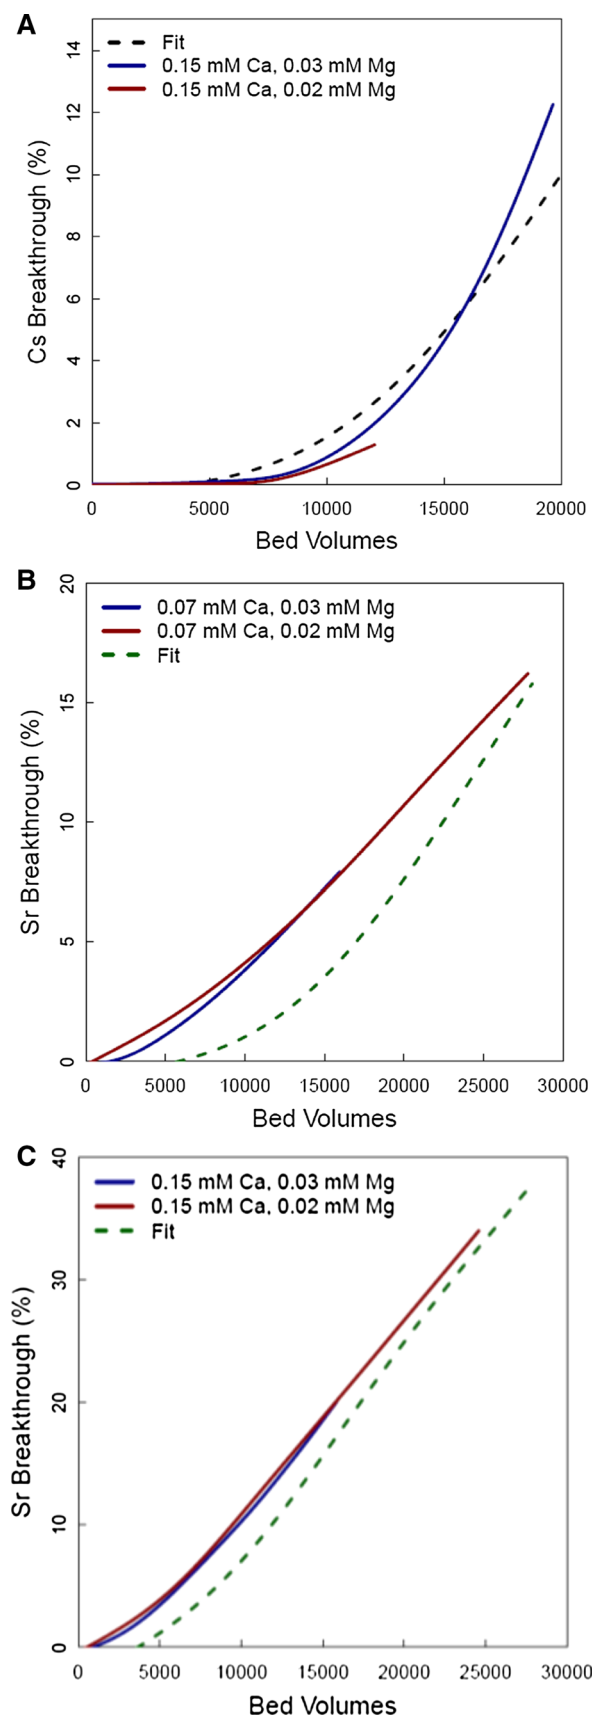 A
Fit
0.15 mM Ca, 0.03 mM Mg
0.15 mM Ca, 0.02 mM Mg
Cs Breakthrough (%)
14
12
10
8
6
4
2
0
0 5000 10000 15000 20000
Bed Volumes
B
0.07 mM Ca, 0.03 mM Mg
0.07 mM Ca, 0.02 mM Mg
Fit
Sr Breakthrough (%)
20
15
10
5
0
0 5000 10000 15000 20000 25000 30000
Bed Volumes
C
0.15 mM Ca, 0.03 mM Mg
0.15 mM Ca, 0.02 mM Mg
Fit
Sr Breakthrough (%)
40
30
20
10
0
0 5000 10000 15000 20000 25000 30000
Bed Volumes